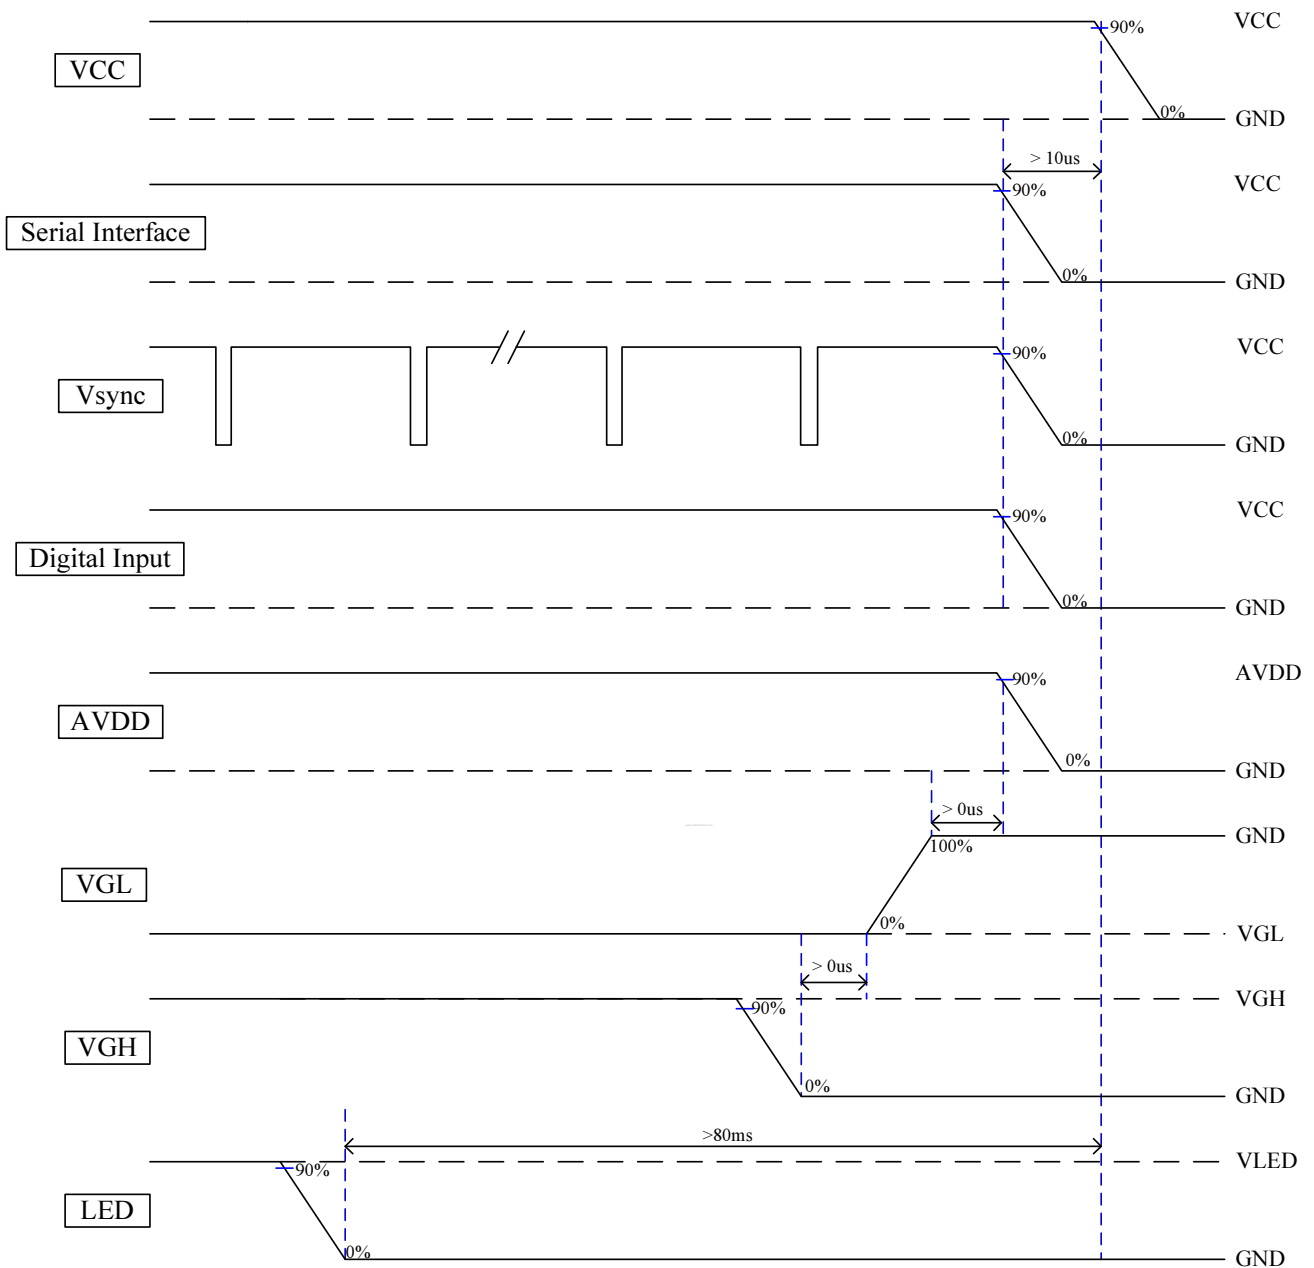 VCC
90%
VCC
0%
GND
> 10us
VCC
90%
Serial Interface
0%
GND
VCC
90%
Vsync
0%
GND
VCC
90%
Digital Input
0%
GND
AVDD
90%
AVDD
0%
GND
> 0us
GND
100%
VGL
0%
VGL
> 0us
VGH
90%
VGH
0%
GND
>80ms
VLED
90%
LED
0%
GND